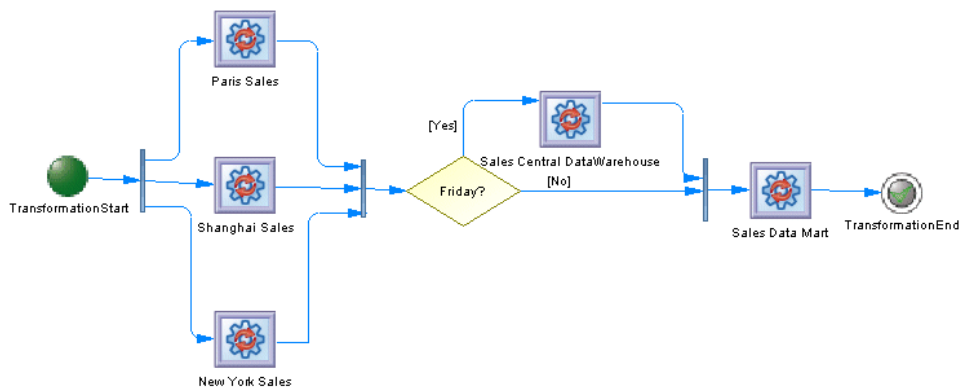 Paris Sales
[Yes]
Sales Central DataWarehouse
Friday?
[No]
TransformationStart
Shanghai Sales
Sales Data Mart
TransformationEnd
New York Sales